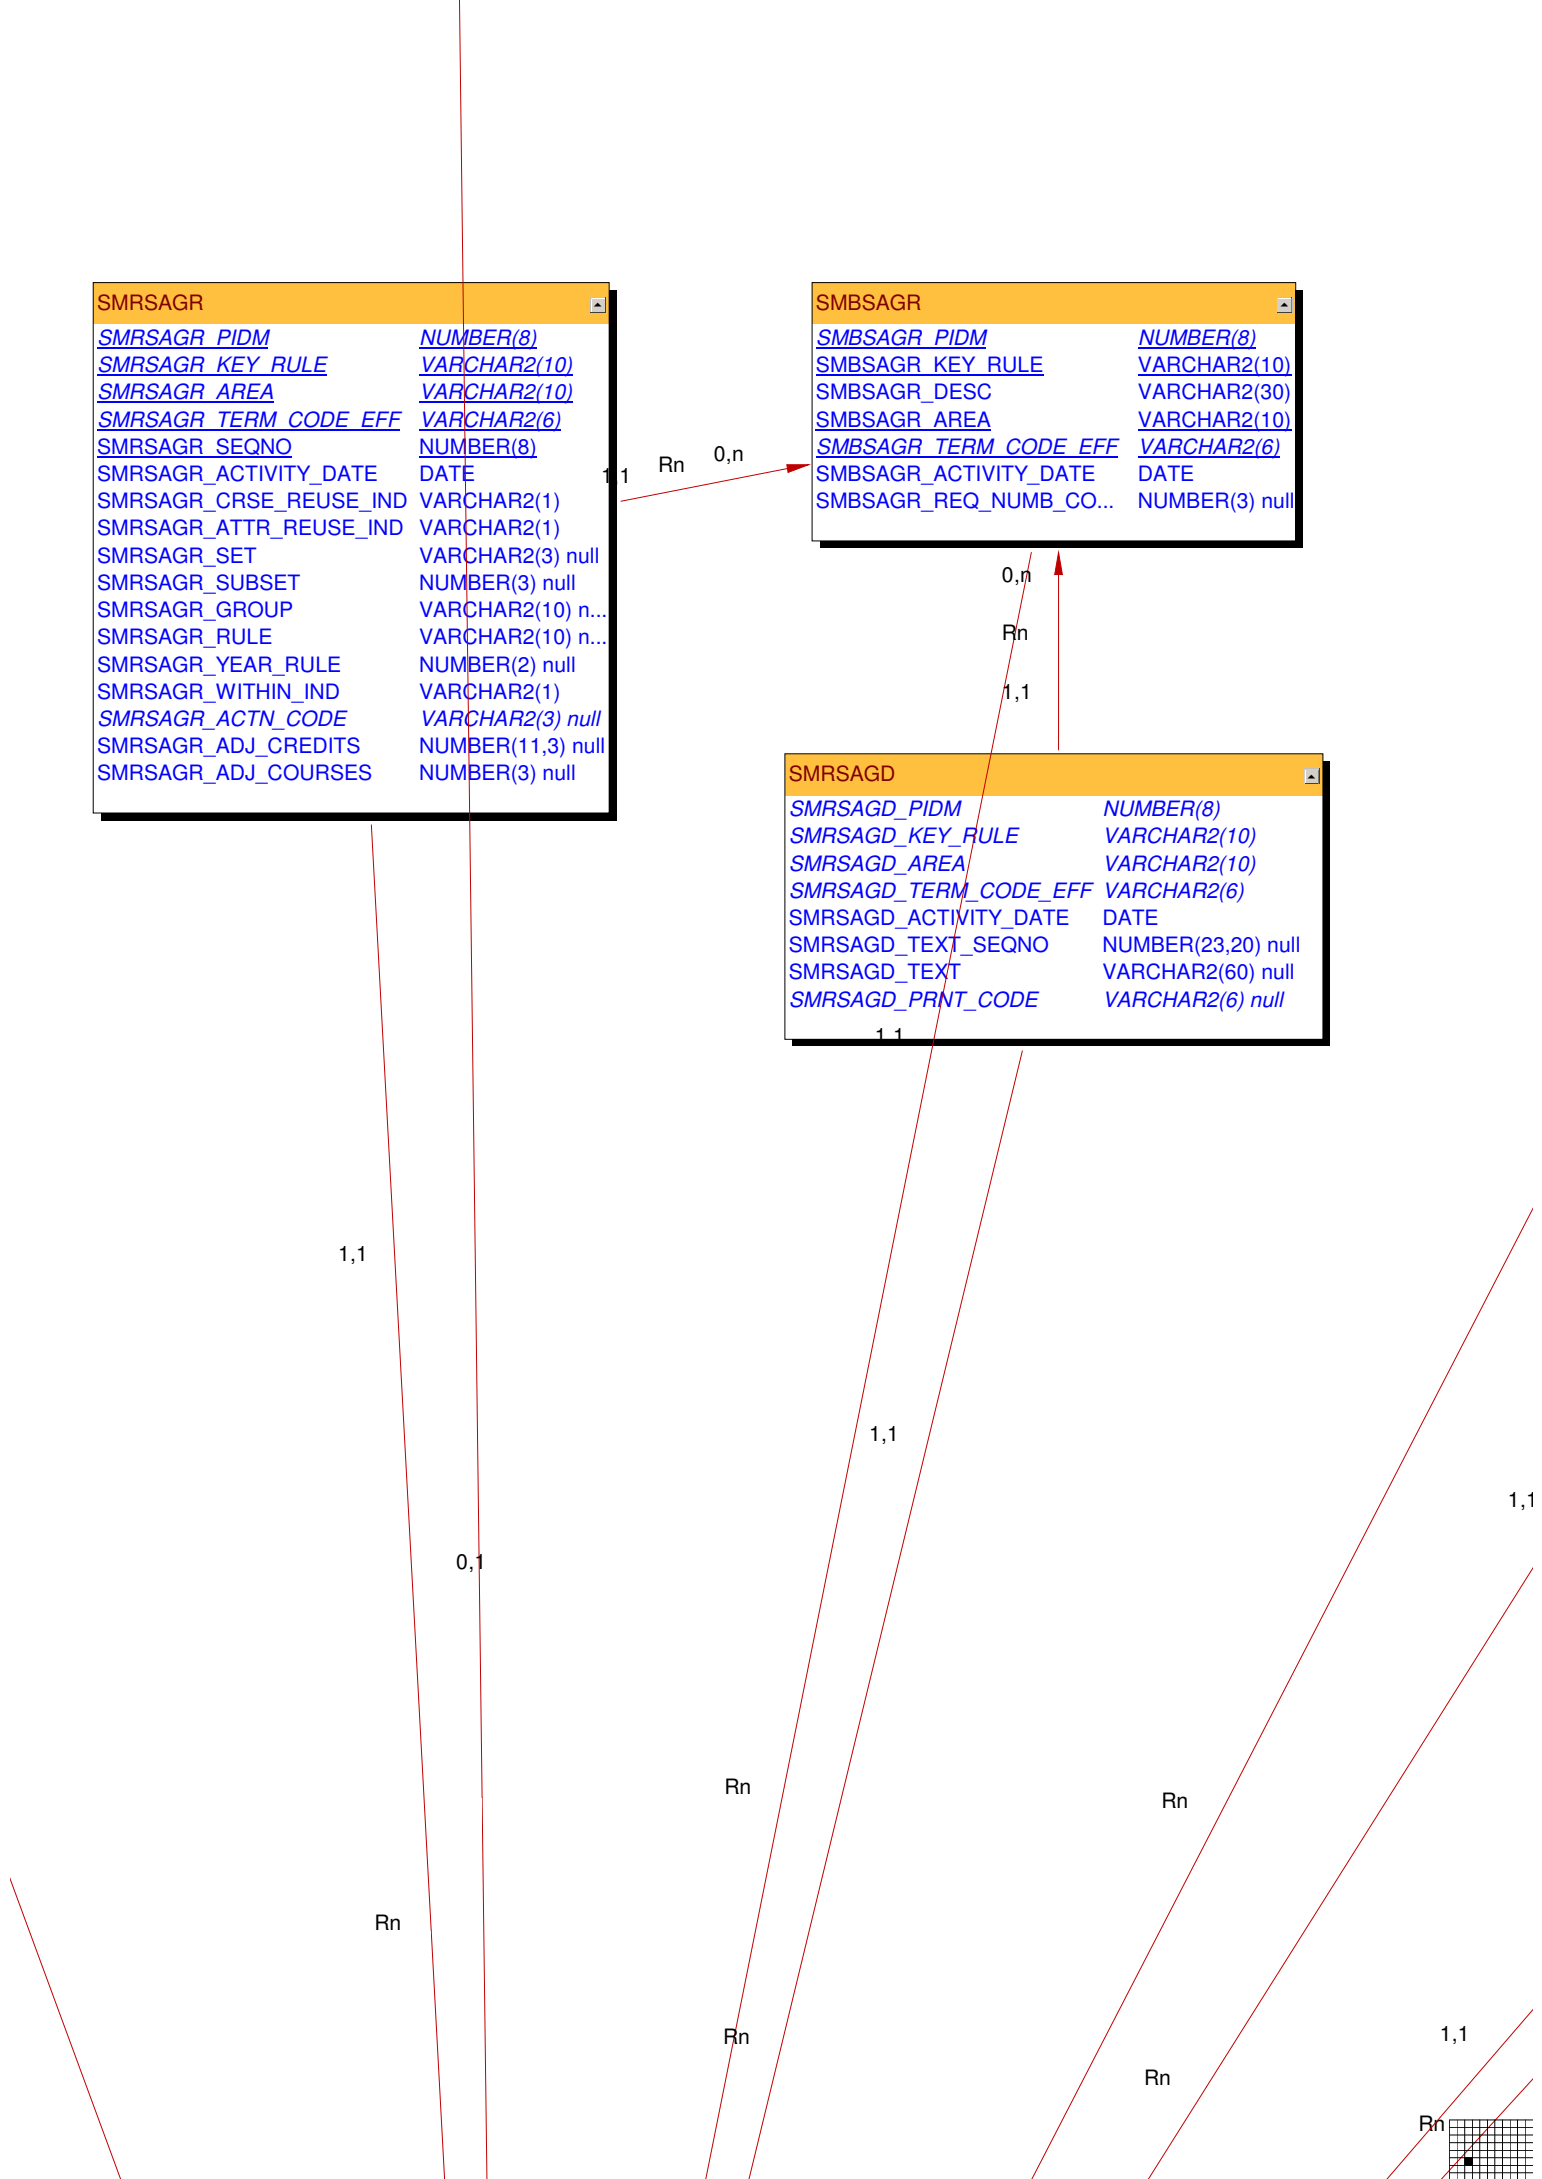 SMRSAGR
SMRSAGR_PIDM NUMBER(8)
SMRSAGR_KEY_RULE VARCHAR2(10)
SMRSAGR_AREA VARCHAR2(10)
SMRSAGR_TERM_CODE_EFF VARCHAR2(6)
SMRSAGR_SEQNO NUMBER(8)
SMRSAGR_ACTIVITY_DATE DATE
SMRSAGR_CRSE_REUSE_IND VARCHAR2(1)
SMRSAGR_ATTR_REUSE_IND VARCHAR2(1)
SMRSAGR_SET VARCHAR2(3) null
SMRSAGR_SUBSET NUMBER(3) null
SMRSAGR_GROUP VARCHAR2(10) n...
SMRSAGR_RULE VARCHAR2(10) n...
SMRSAGR_YEAR_RULE NUMBER(2) null
SMRSAGR_WITHIN_IND VARCHAR2(1)
SMRSAGR_ACTN_CODE VARCHAR2(3) null
SMRSAGR_ADJ_CREDITS NUMBER(11,3) null
SMRSAGR_ADJ_COURSES NUMBER(3) null
1,1 Rn 0,n
SMBSAGR
SMBSAGR_PIDM NUMBER(8)
SMBSAGR_KEY_RULE VARCHAR2(10)
SMBSAGR_DESC VARCHAR2(30)
SMBSAGR_AREA VARCHAR2(10)
SMBSAGR_TERM_CODE_EFF VARCHAR2(6)
SMBSAGR_ACTIVITY_DATE DATE
SMBSAGR_REQ_NUMB_CO... NUMBER(3) null
0,n
Rn
1,1
SMRSAGD
SMRSAGD_PIDM NUMBER(8)
SMRSAGD_KEY_RULE VARCHAR2(10)
SMRSAGD_AREA VARCHAR2(10)
SMRSAGD_TERM_CODE_EFF VARCHAR2(6)
SMRSAGD_ACTIVITY_DATE DATE
SMRSAGD_TEXT_SEQNO NUMBER(23,20) null
SMRSAGD_TEXT VARCHAR2(60) null
SMRSAGD_PRNT_CODE VARCHAR2(6) null
1,1
1,1
1,1
1,1
0,1
Rn
Rn
Rn
Rn
1,1
Rn
Rn